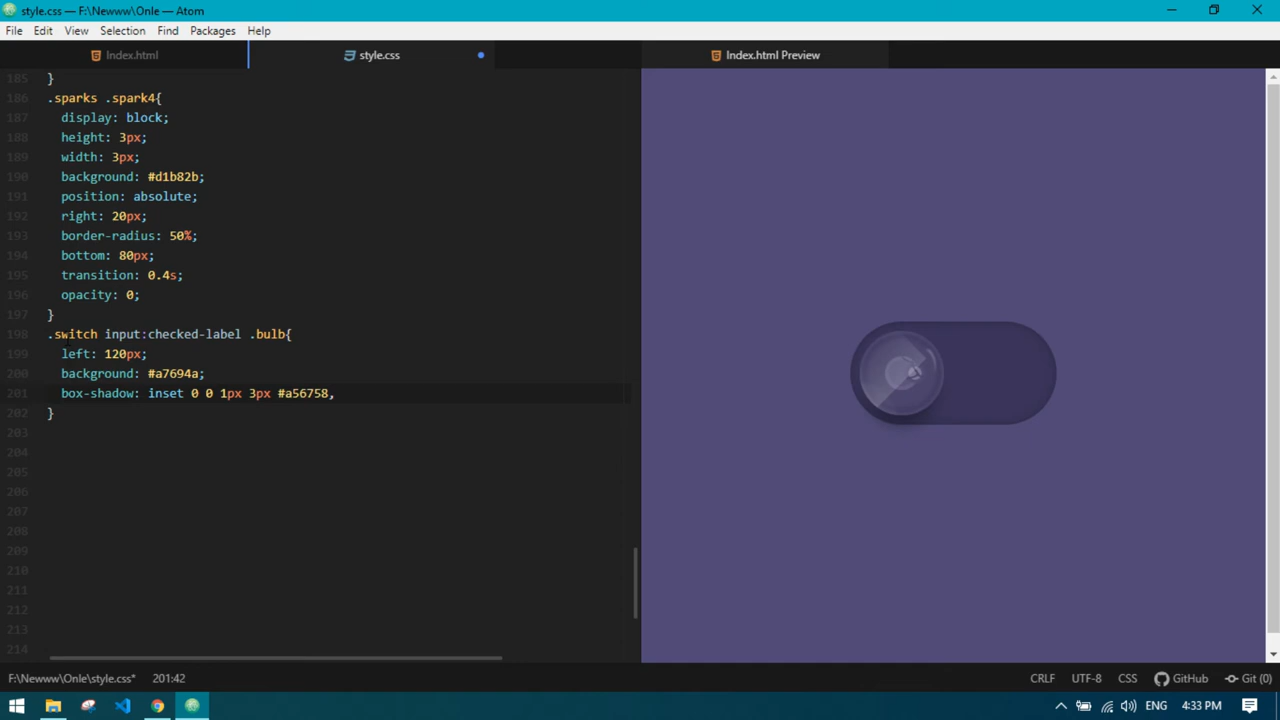 style.css — F:\Newww\Onle — Atom
File Edit View Selection Find Packages Help
Index.html style.css Index.html Preview
185 }
186 .sparks .spark4{
187 display: block;
188 height: 3px;
189 width: 3px;
190 background: #d1b82b;
191 position: absolute;
192 right: 20px;
193 border-radius: 50%;
194 bottom: 80px;
195 transition: 0.4s;
196 opacity: 0;
197 }
198 .switch input:checked-label .bulb{
199 left: 120px;
200 background: #a7694a;
201 box-shadow: inset 0 0 1px 3px #a56758,
202 }
203
204
205
206
207
208
209
210
211
212
213
214
F:\Newww\Onle\style.css* 201:42 CRLF UTF-8 CSS GitHub Git (0)
ENG 4:33 PM